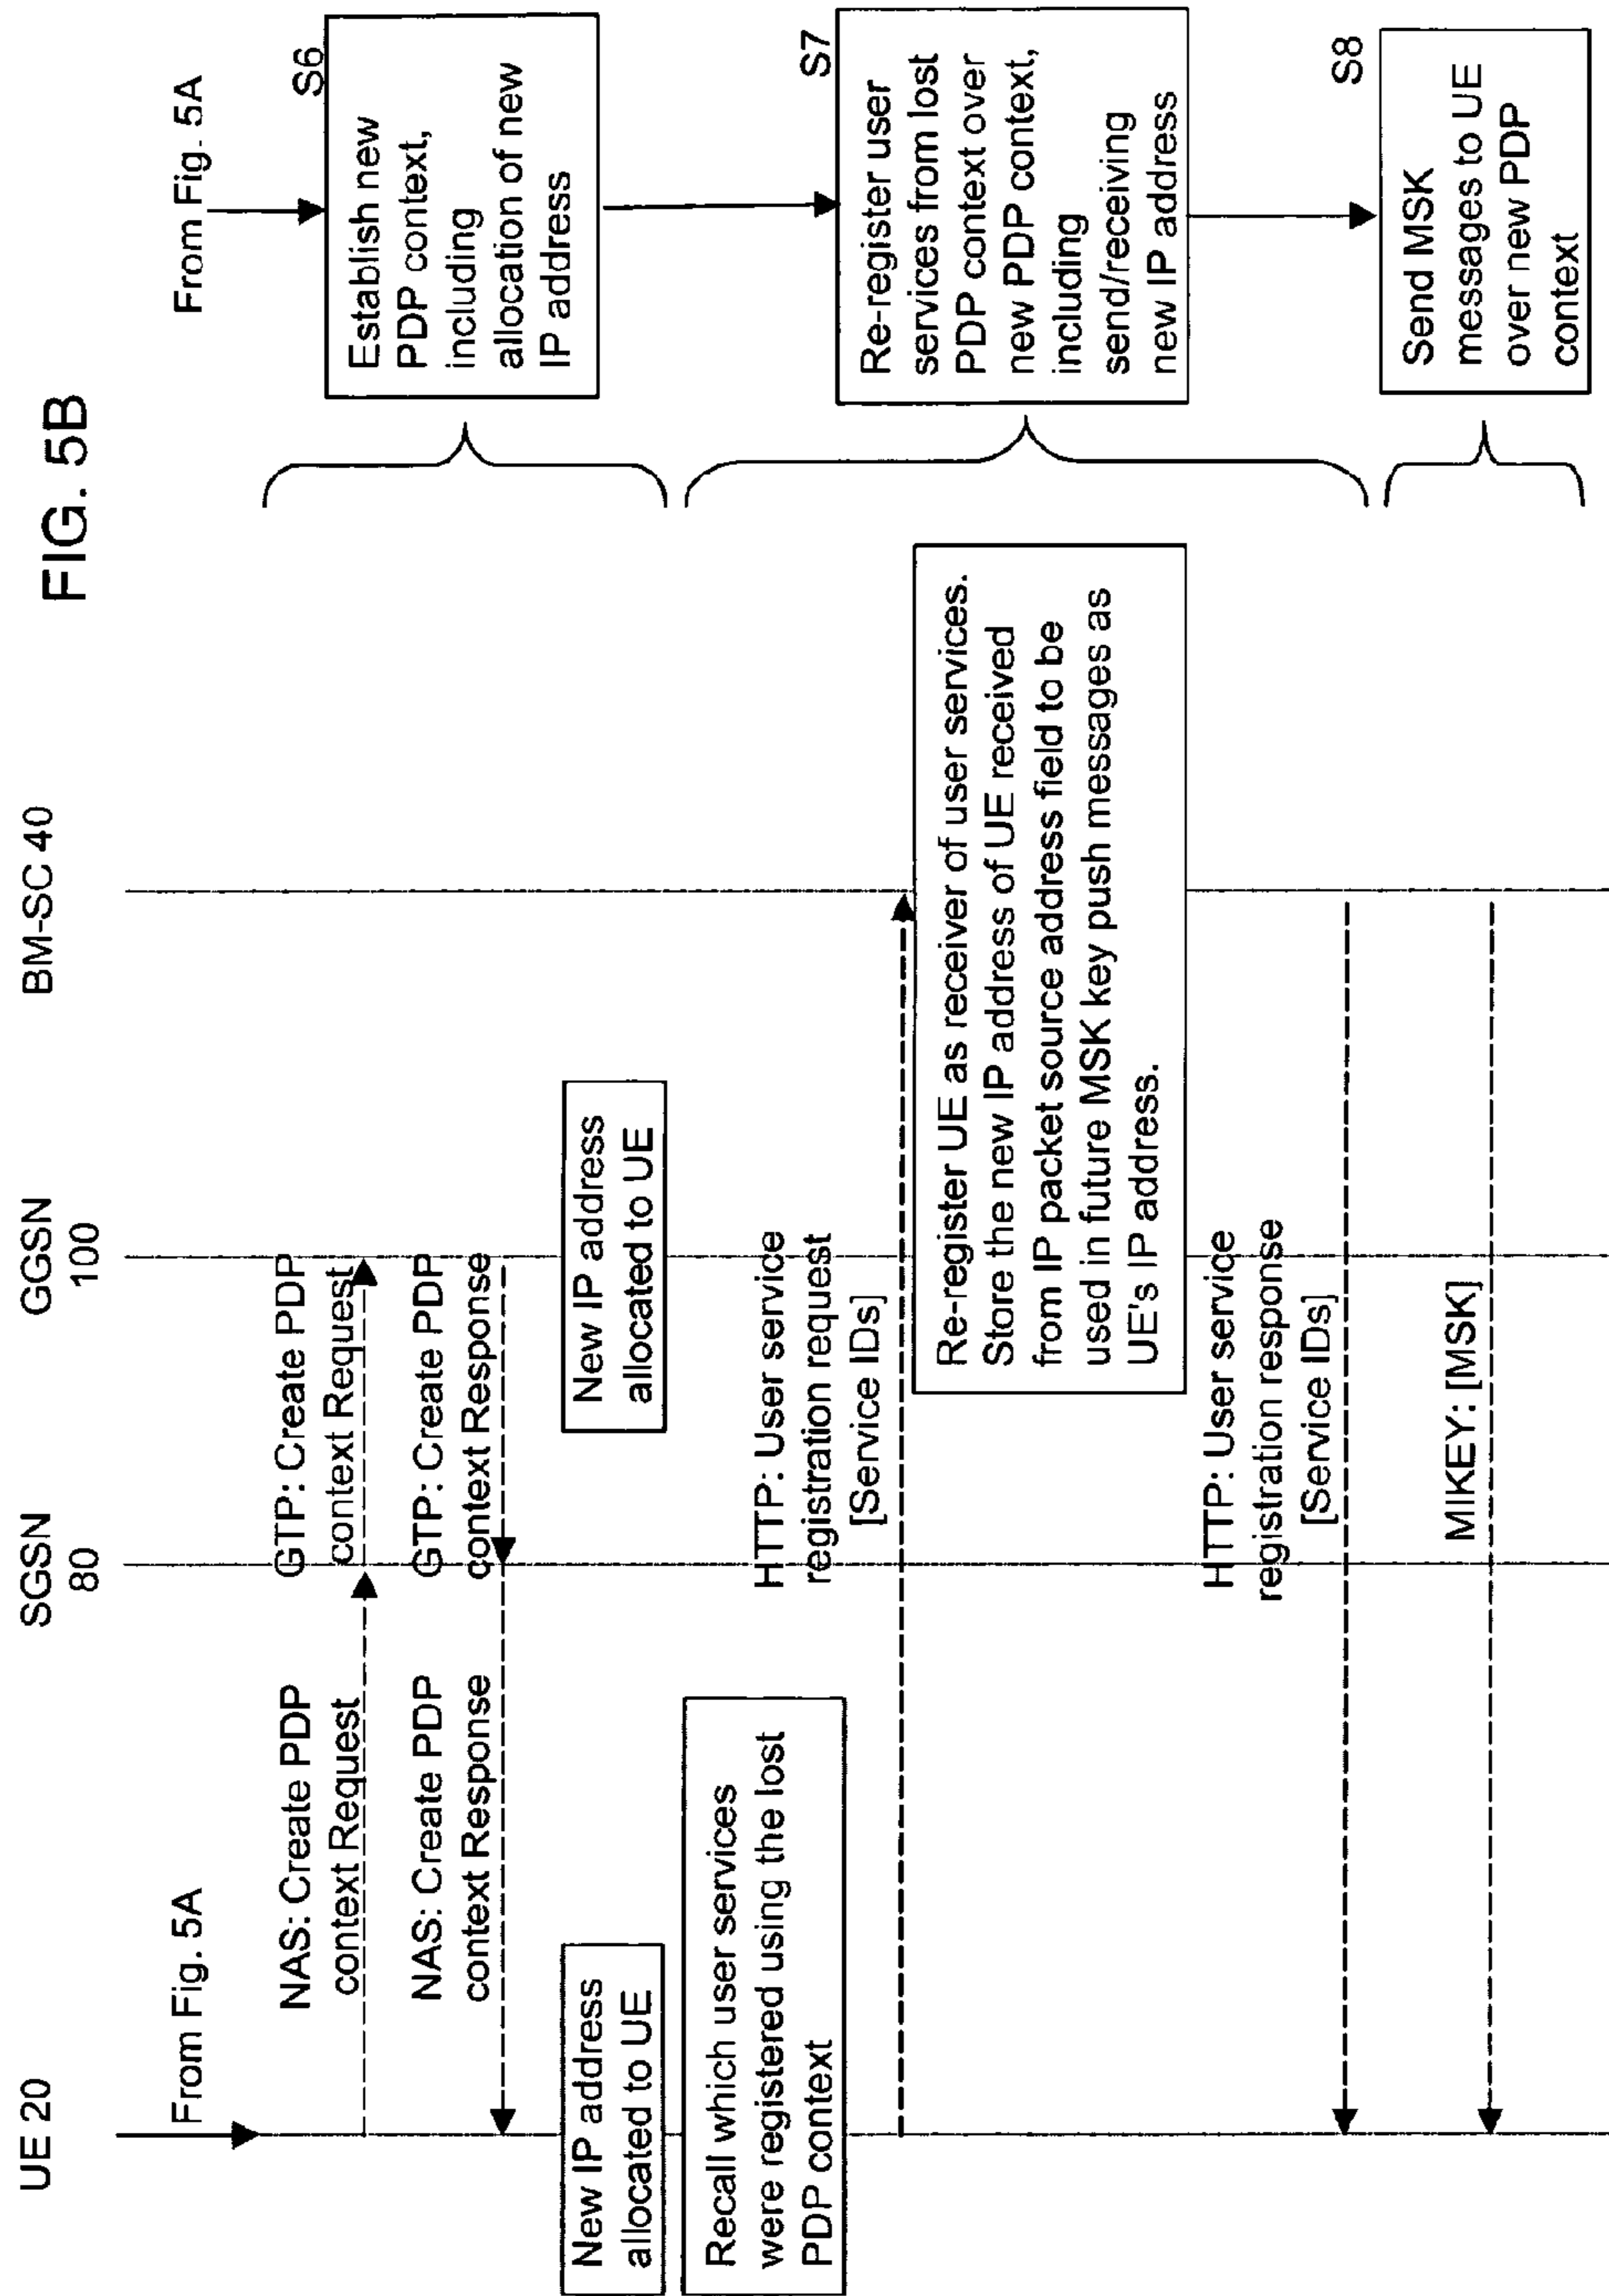 FIG. 5B
UE 20
SGSN
80
GGSN
100
BM-SC 40
From Fig. 5A
From Fig. 5A
NAS: Create PDP
context Request
GTP: Create PDP
context Request
NAS: Create PDP
context Response
GTP: Create PDP
context Response
New IP address
allocated to UE
New IP address
allocated to UE
S6
Establish new
PDP context,
including
allocation of new
IP address
Recall which user services
were registered using the lost
PDP context
HTTP: User service
registration request
[Service IDs]
Re-register UE as receiver of user services.
Store the new IP address of UE received
from IP packet source address field to be
used in future MSK key push messages as
UE's IP address.
S7
Re-register user
services from lost
PDP context over
new PDP context,
including
send/receiving
new IP address
HTTP: User service
registration response
[Service IDs]
MIKEY: [MSK]
S8
Send MSK
messages to UE
over new PDP
context